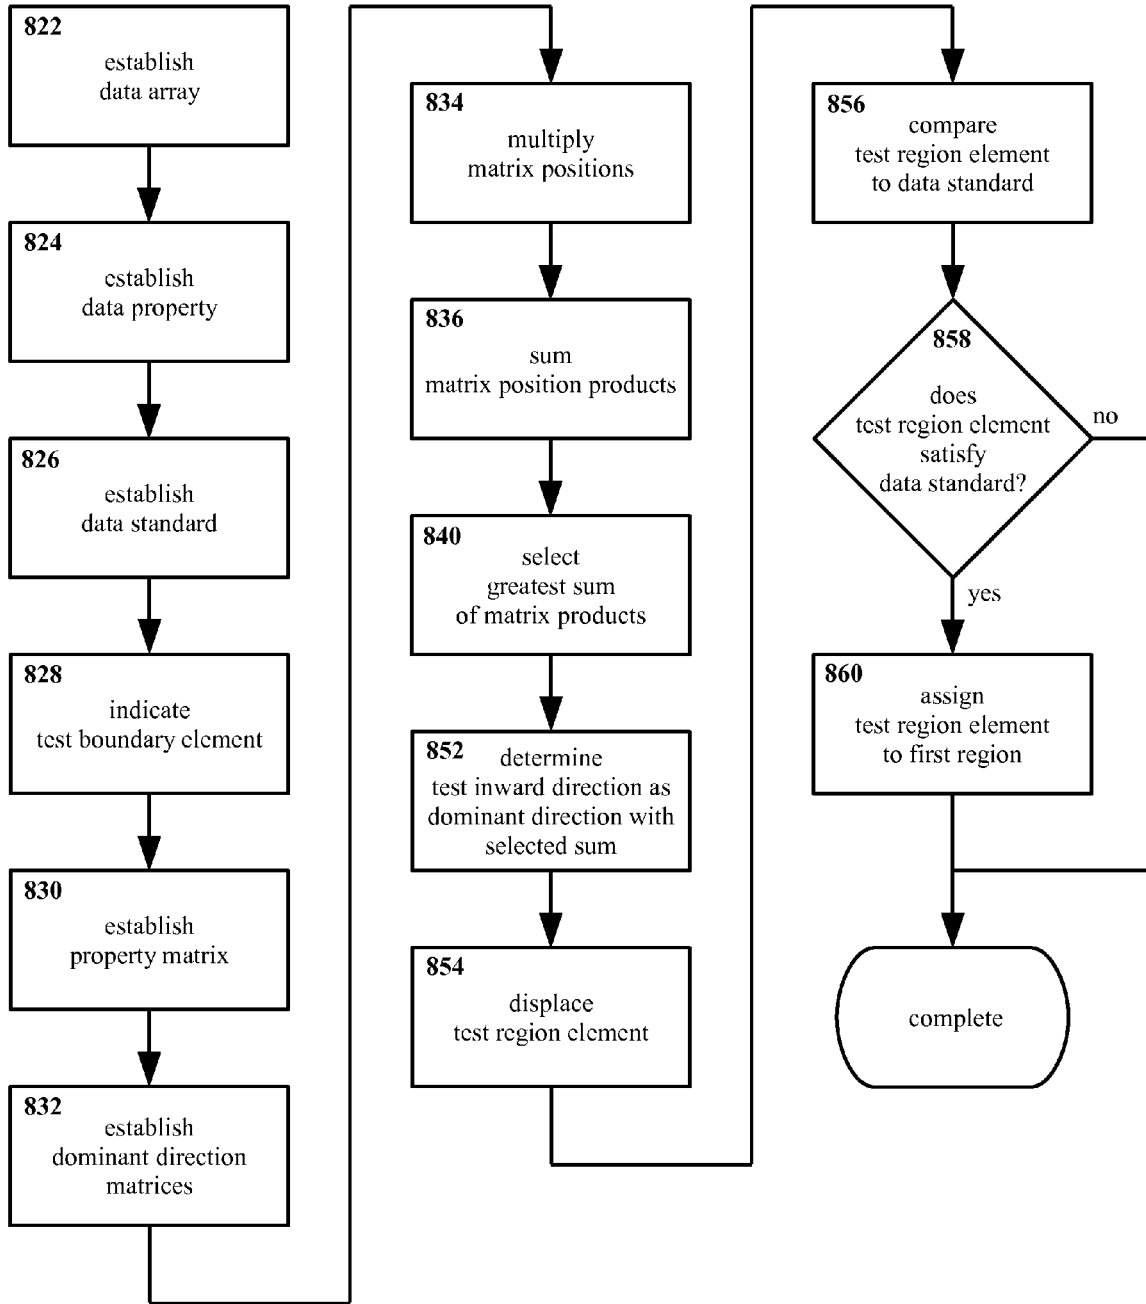 822
establish
data array
824
establish
data property
826
establish
data standard
828
indicate
test boundary element
830
establish
property matrix
832
establish
dominant direction
matrices
834
multiply
matrix positions
836
sum
matrix position products
840
select
greatest sum
of matrix products
852
determine
test inward direction as
dominant direction with
selected sum
854
displace
test region element
856
compare
test region element
to data standard
858
does
test region element
satisfy
data standard?
no
yes
860
assign
test region element
to first region
complete